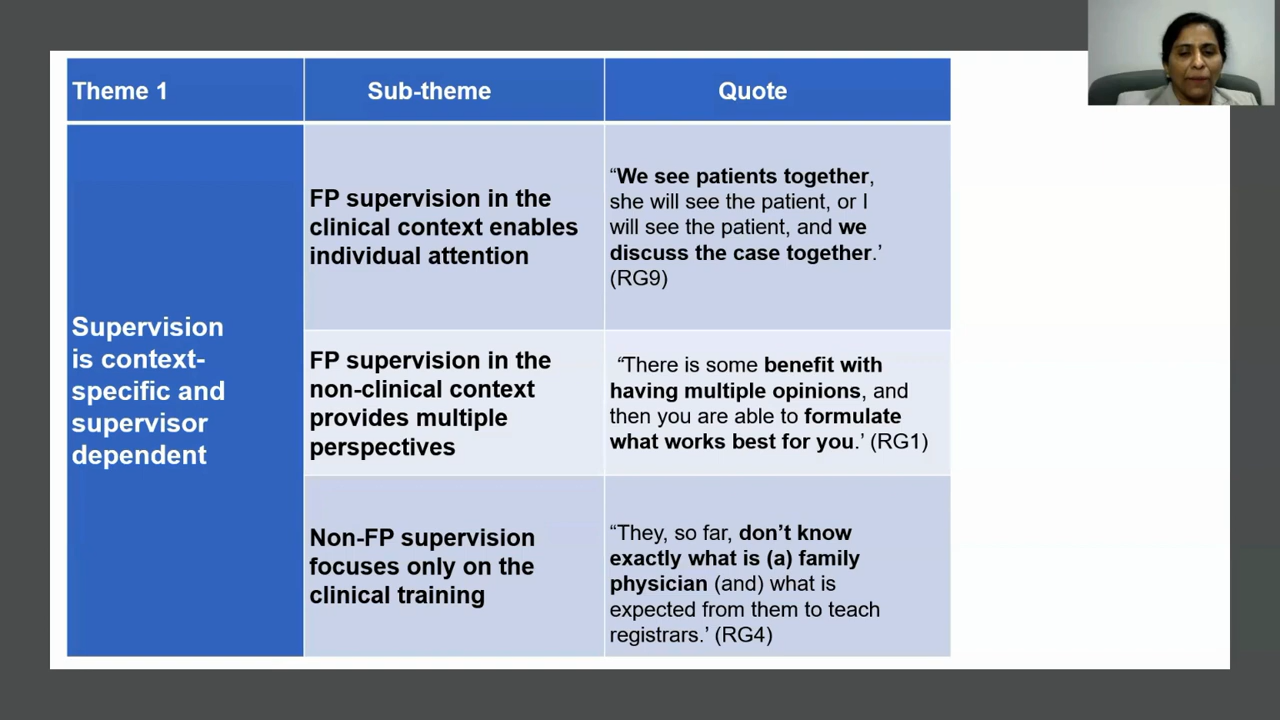 Theme 1
Sub-theme
Quote
Supervision
is context-
specific and
supervisor
dependent
FP supervision in the
clinical context enables
individual attention
“We see patients together,
she will see the patient, or I
will see the patient, and we
discuss the case together.’
(RG9)
FP supervision in the
non-clinical context
provides multiple
perspectives
“There is some benefit with
having multiple opinions, and
then you are able to formulate
what works best for you.’ (RG1)
Non-FP supervision
focuses only on the
clinical training
“They, so far, don’t know
exactly what is (a) family
physician (and) what is
expected from them to teach
registrars.’ (RG4)